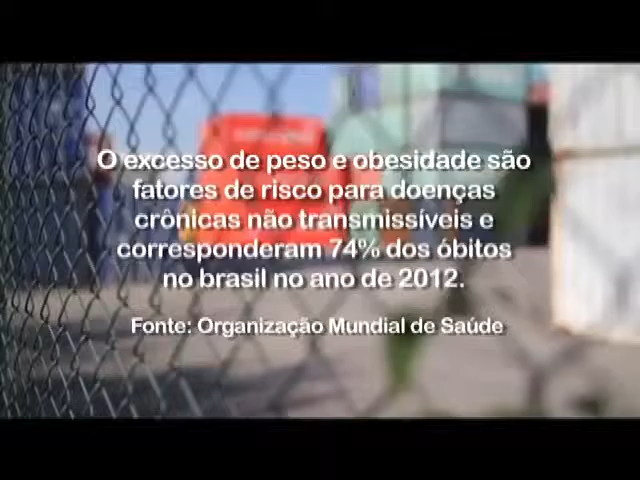 O excesso de peso e obesidade são
fatores de risco para doenças
crônicas não transmissíveis e
corresponderam 74% dos óbitos
no brasil no ano de 2012.
Fonte: Organização Mundial de Saúde